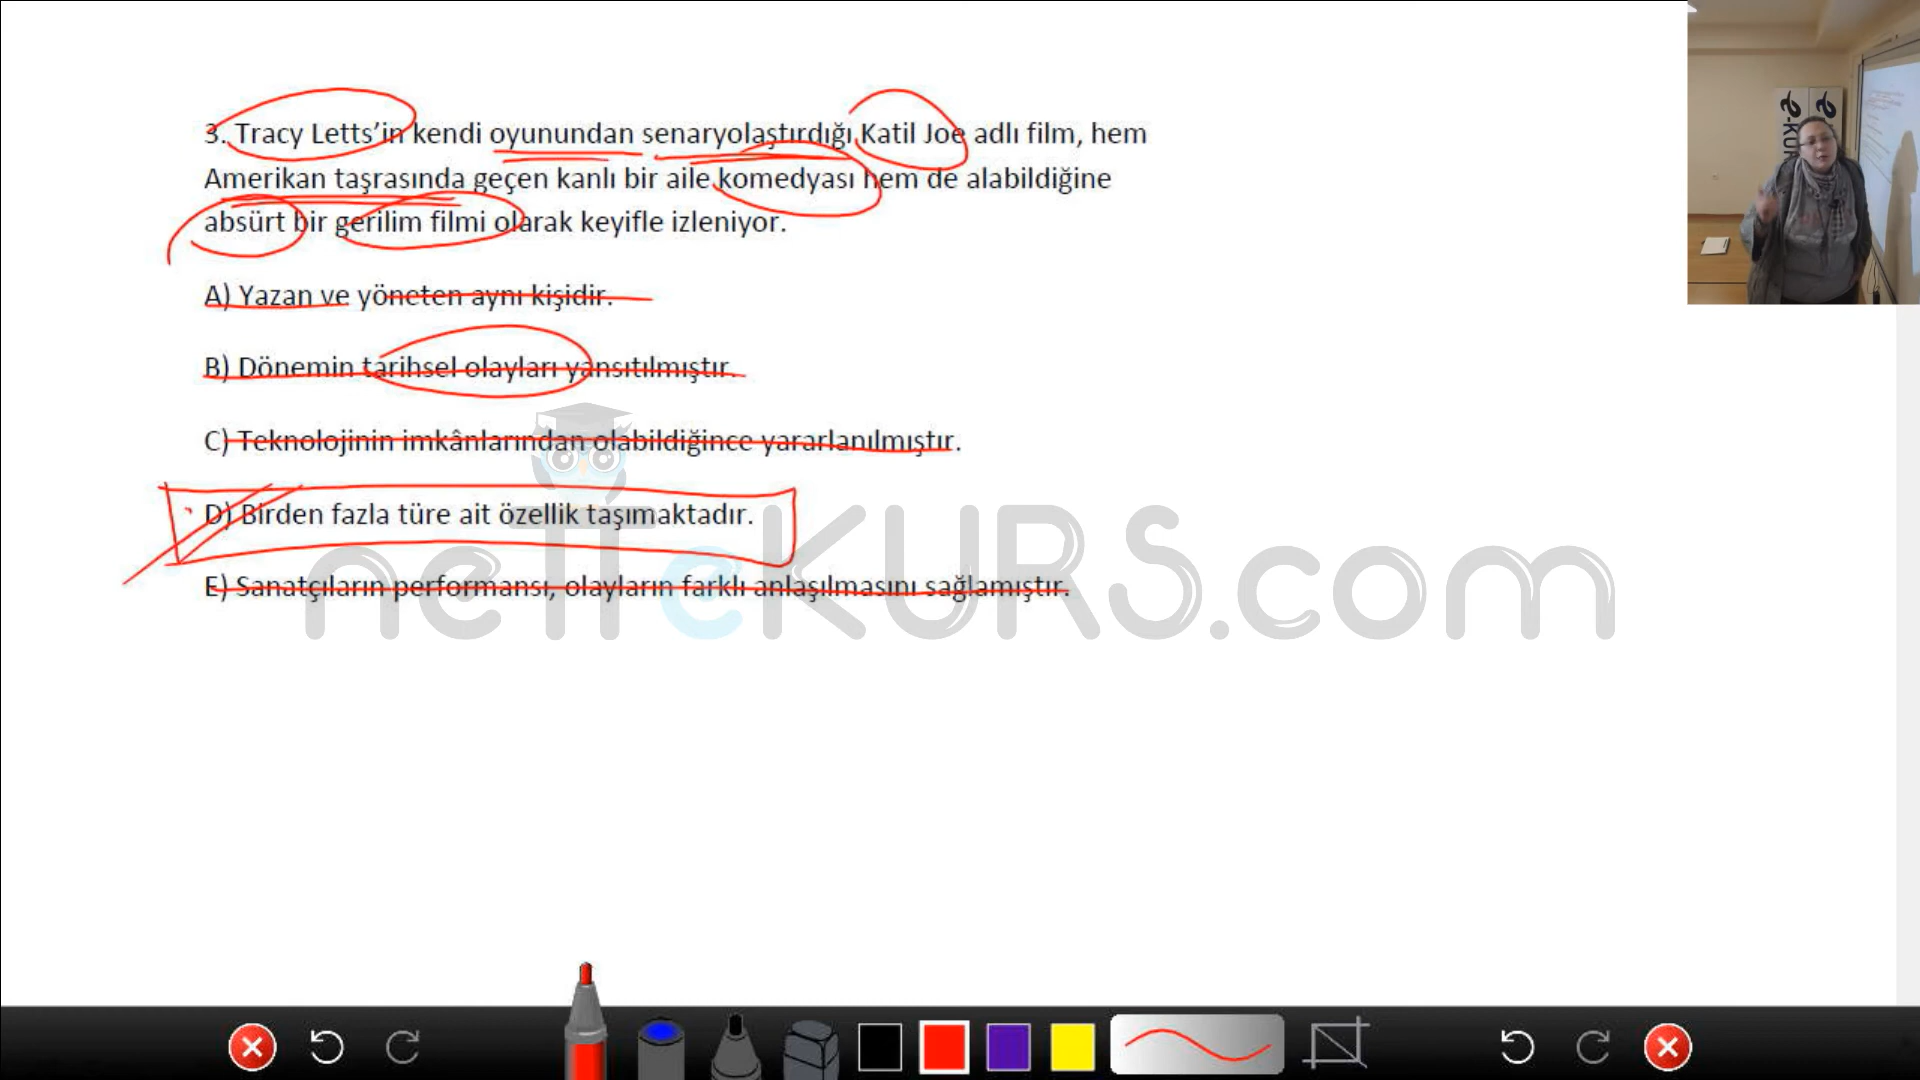 3. Tracy Letts’in kendi oyunundan senaryolaştırdığı Katil Joe adlı film, hem
Amerikan taşrasında geçen kanlı bir aile komedyası hem de alabildiğine
absürt bir gerilim filmi olarak keyifle izleniyor.
A) Yazan ve yöneten aynı kişidir.
B) Dönemin tarihsel olayları yansıtılmıştır.
C) Teknolojinin imkânlarından olabildiğince yararlanılmıştır.
D) Birden fazla türe ait özellik taşımaktadır.
E) Sanatçıların performansı, olayların farklı anlaşılmasını sağlamıştır.
neTTeKURS.com
e-KUR